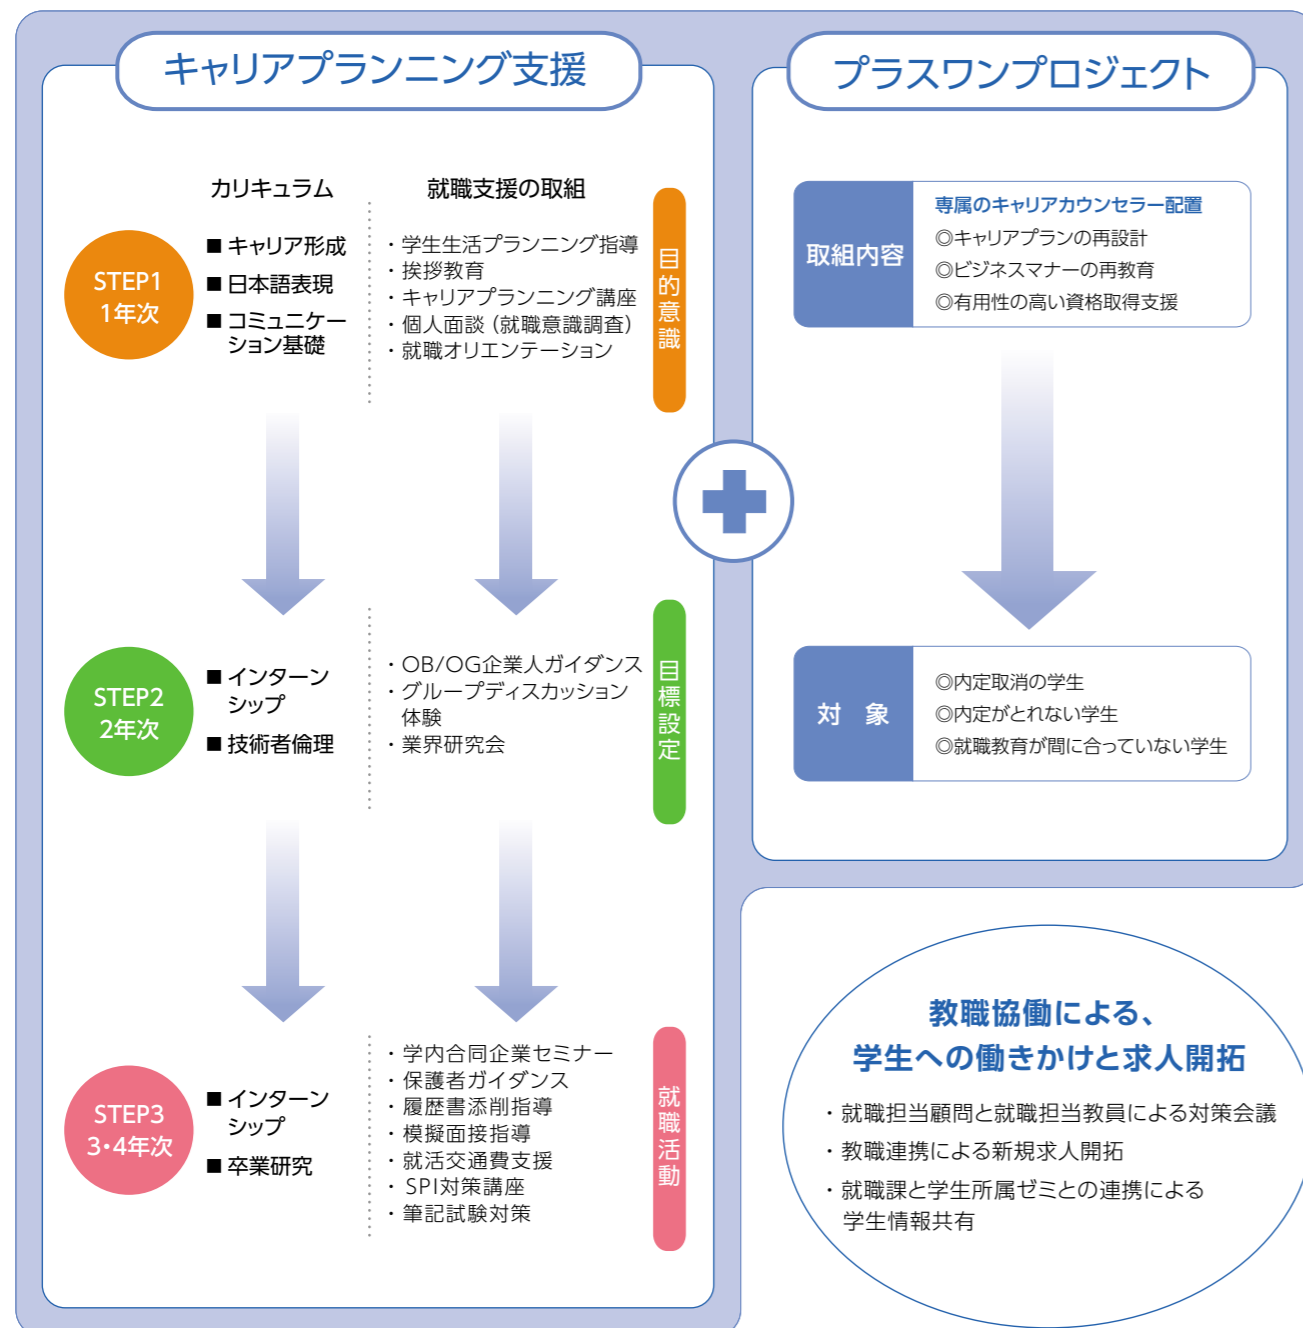 キャリアプランニング支援
カリキュラム
就職支援の取組
STEP1
1年次
■ キャリア形成
■ 日本語表現
■ コミュニケー
ション基礎
・学生生活プランニング指導
・挨拶教育
・キャリアプランニング講座
・個人面談（就職意識調査）
・就職オリエンテーション
目的意識
STEP2
2年次
■ インターン
シップ
■ 技術者倫理
・OB/OG企業人ガイダンス
・グループディスカッション
体験
・業界研究会
目標設定
STEP3
3・4年次
■ インターン
シップ
■ 卒業研究
・学内合同企業セミナー
・保護者ガイダンス
・履歴書添削指導
・模擬面接指導
・就活交通費支援
・SPI対策講座
・筆記試験対策
就職活動
プラスワンプロジェクト
取組内容
専属のキャリアカウンセラー配置
◎キャリアプランの再設計
◎ビジネスマナーの再教育
◎有用性の高い資格取得支援
対　象
◎内定取消の学生
◎内定がとれない学生
◎就職教育が間に合っていない学生
教職協働による、
学生への働きかけと求人開拓
・就職担当顧問と就職担当教員による対策会議
・教職連携による新規求人開拓
・就職課と学生所属ゼミとの連携による
学生情報共有